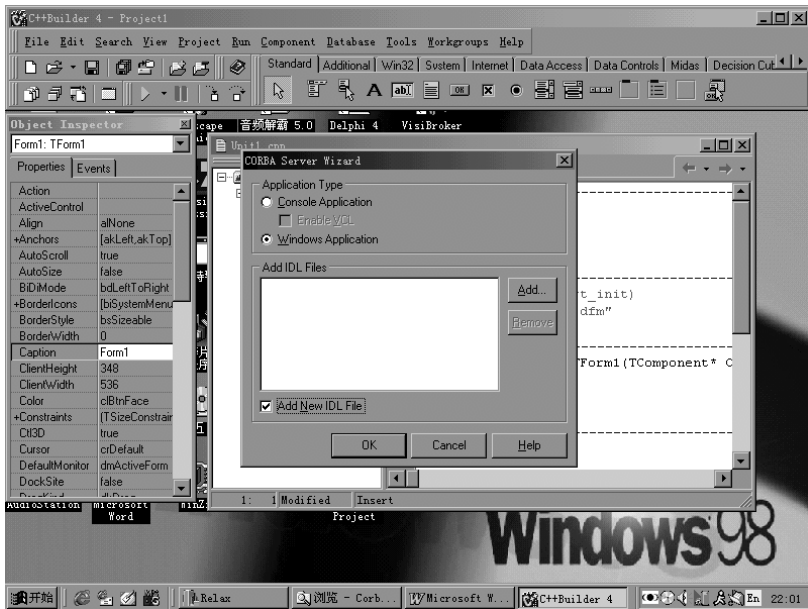 C++Builder 4 - Project1
File Edit Search View Project Run Component Database Tools Workgroups Help
Standard Additional Win32 System Internet Data Access Data Controls Midas Decision Cub
Object Inspector
Form1: TForm1
Properties Events
Action
ActiveControl
Align alNone
+Anchors [akLeft,akTop]
AutoScroll true
AutoSize false
BiDiMode bdLeftToRight
+BorderIcons [biSystemMenu
BorderStyle bsSizeable
BorderWidth 0
Caption Form1
ClientHeight 348
ClientWidth 536
Color clBtnFace
+Constraints (TSizeConstrair
Ctl3D true
Cursor crDefault
DefaultMonitor dmActiveForm
DockSite false
cape 音频解霸 5.0 Delphi 4 VisiBroker
Unit1.cpp
CORBA Server Wizard
Application Type
Console Application
Enable VCL
Windows Application
Add IDL Files
Add...
Remove
Add New IDL File
OK Cancel Help
t_init)
dfm"
TForm1(TComponent* O
1: 1 Modified Insert
AudioStation Microsoft Word WinZ
Project
Windows 98
开始 Relax 浏览 - Corb... Microsoft W... C++Builder 4 En 22:01